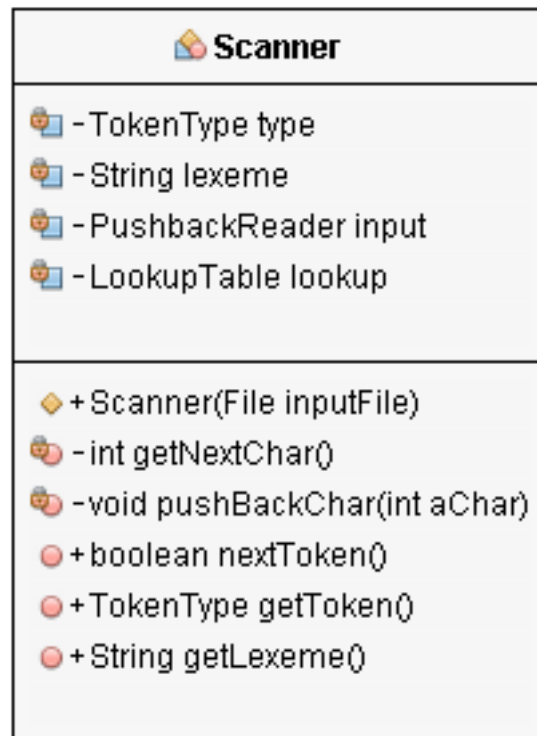 Scanner
-TokenType type
-String lexeme
-PushbackReader input
-LookupTable lookup
+Scanner(File inputFile)
-int getNextChar()
-void pushBackChar(int aChar)
+boolean nextToken()
+TokenType getToken()
+String getLexeme()